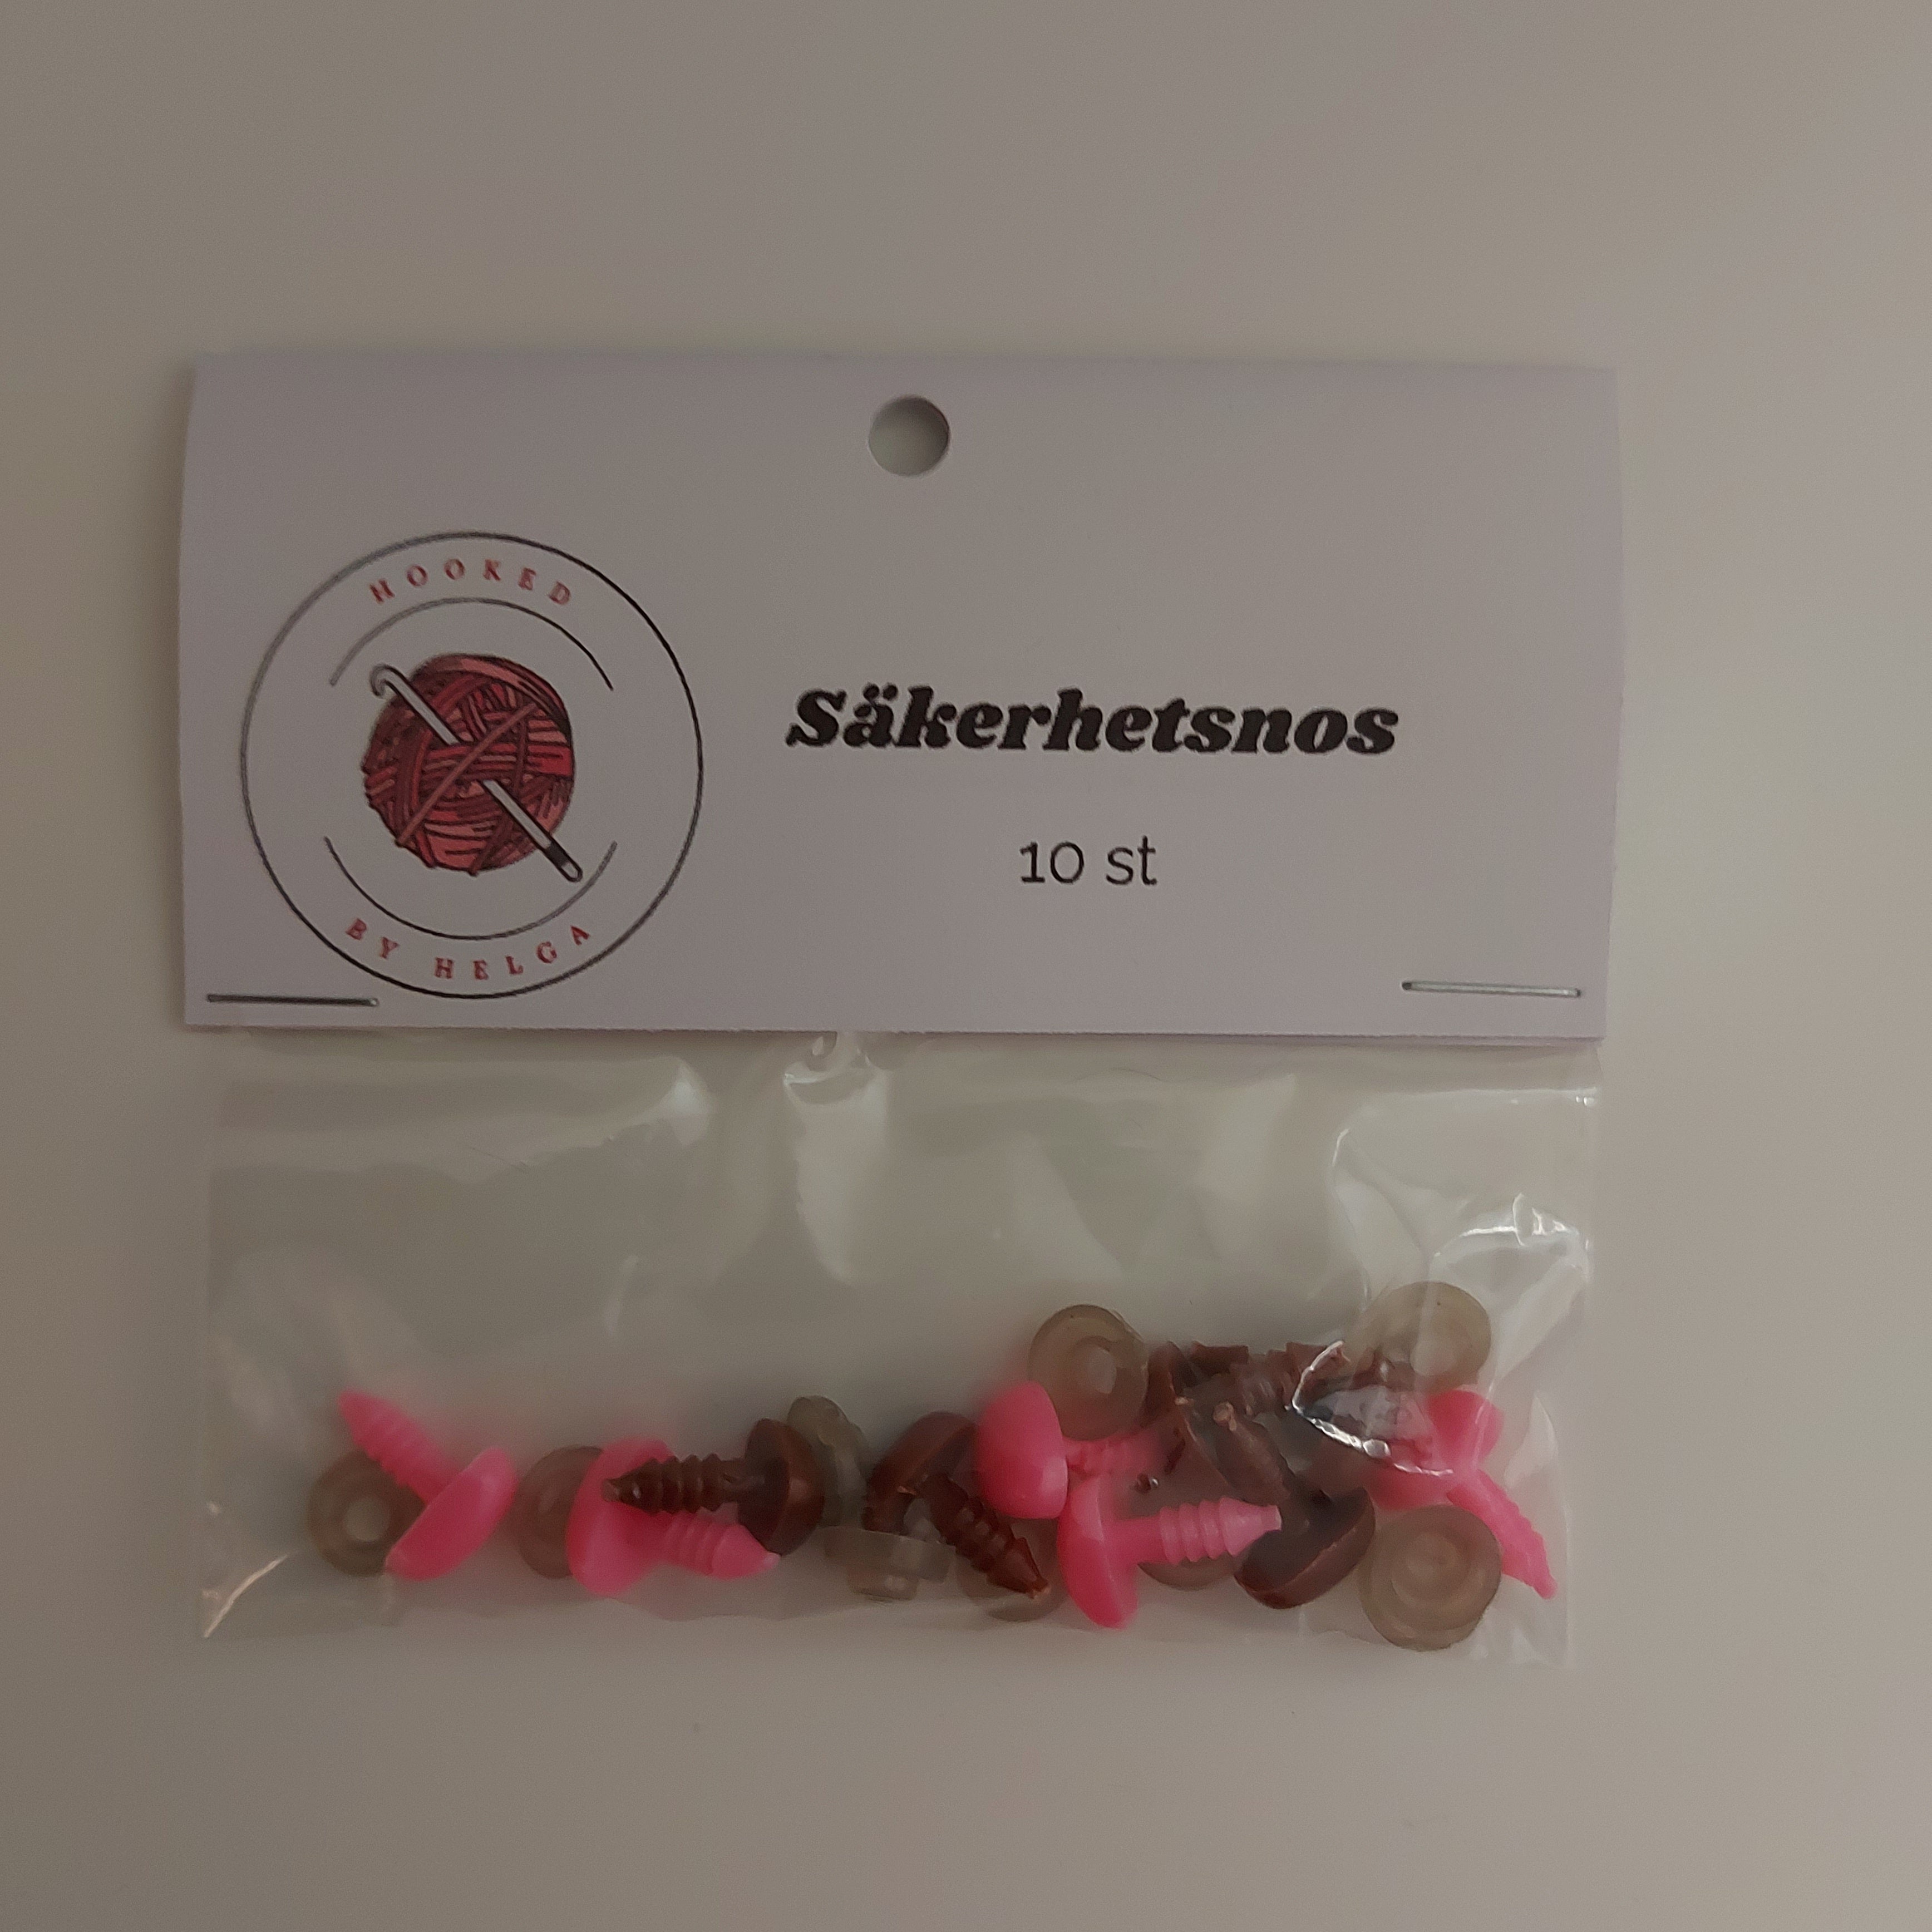 HOOKED
BY HELGA
Säkerhetsnos
10 st